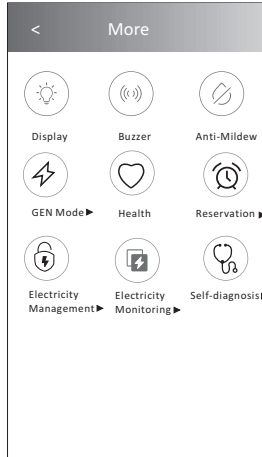 < More
Display Buzzer Anti-Mildew
GEN Mode▶ Health Reservation▶
Electricity Electricity Self-diagnosis
Management▶ Monitoring▶